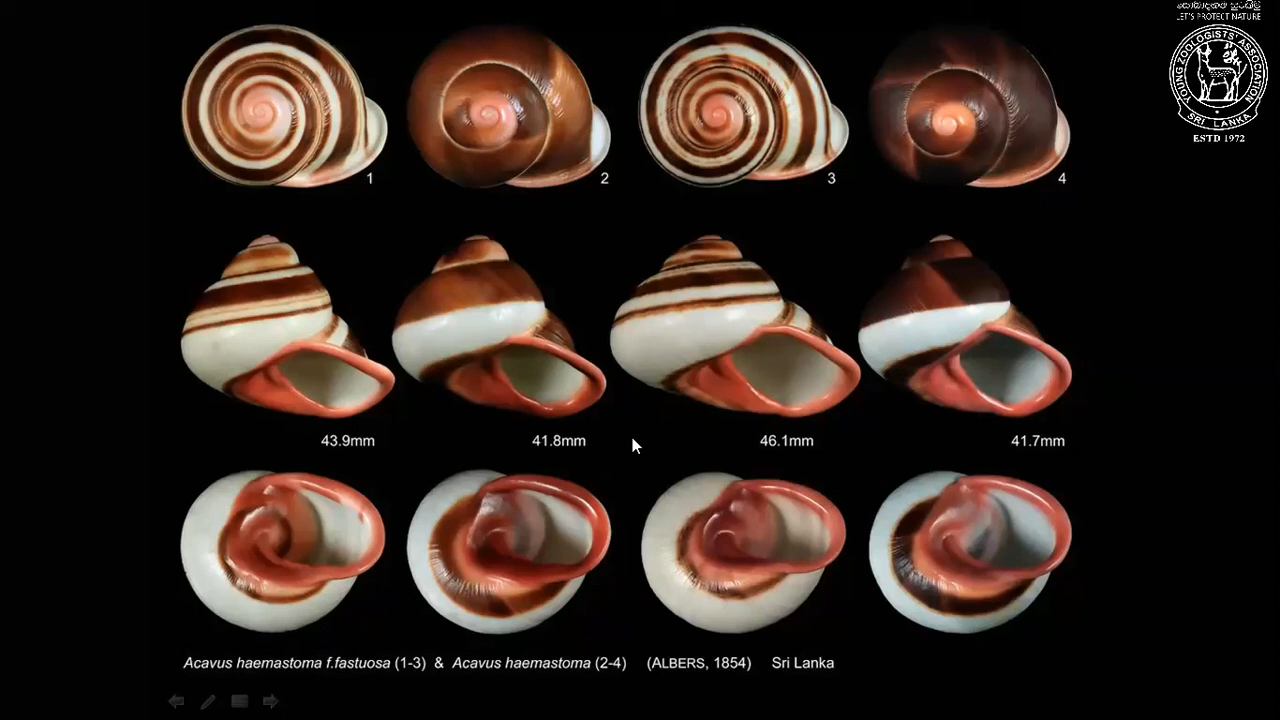 LET'S PROTECT NATURE
YOUNG ZOOLOGISTS' ASSOCIATION
SRI LANKA
ESTD 1972
1
2
3
4
43.9mm
41.8mm
46.1mm
41.7mm
Acavus haemastoma f.fastuosa (1-3) & Acavus haemastoma (2-4) (ALBERS, 1854) Sri Lanka